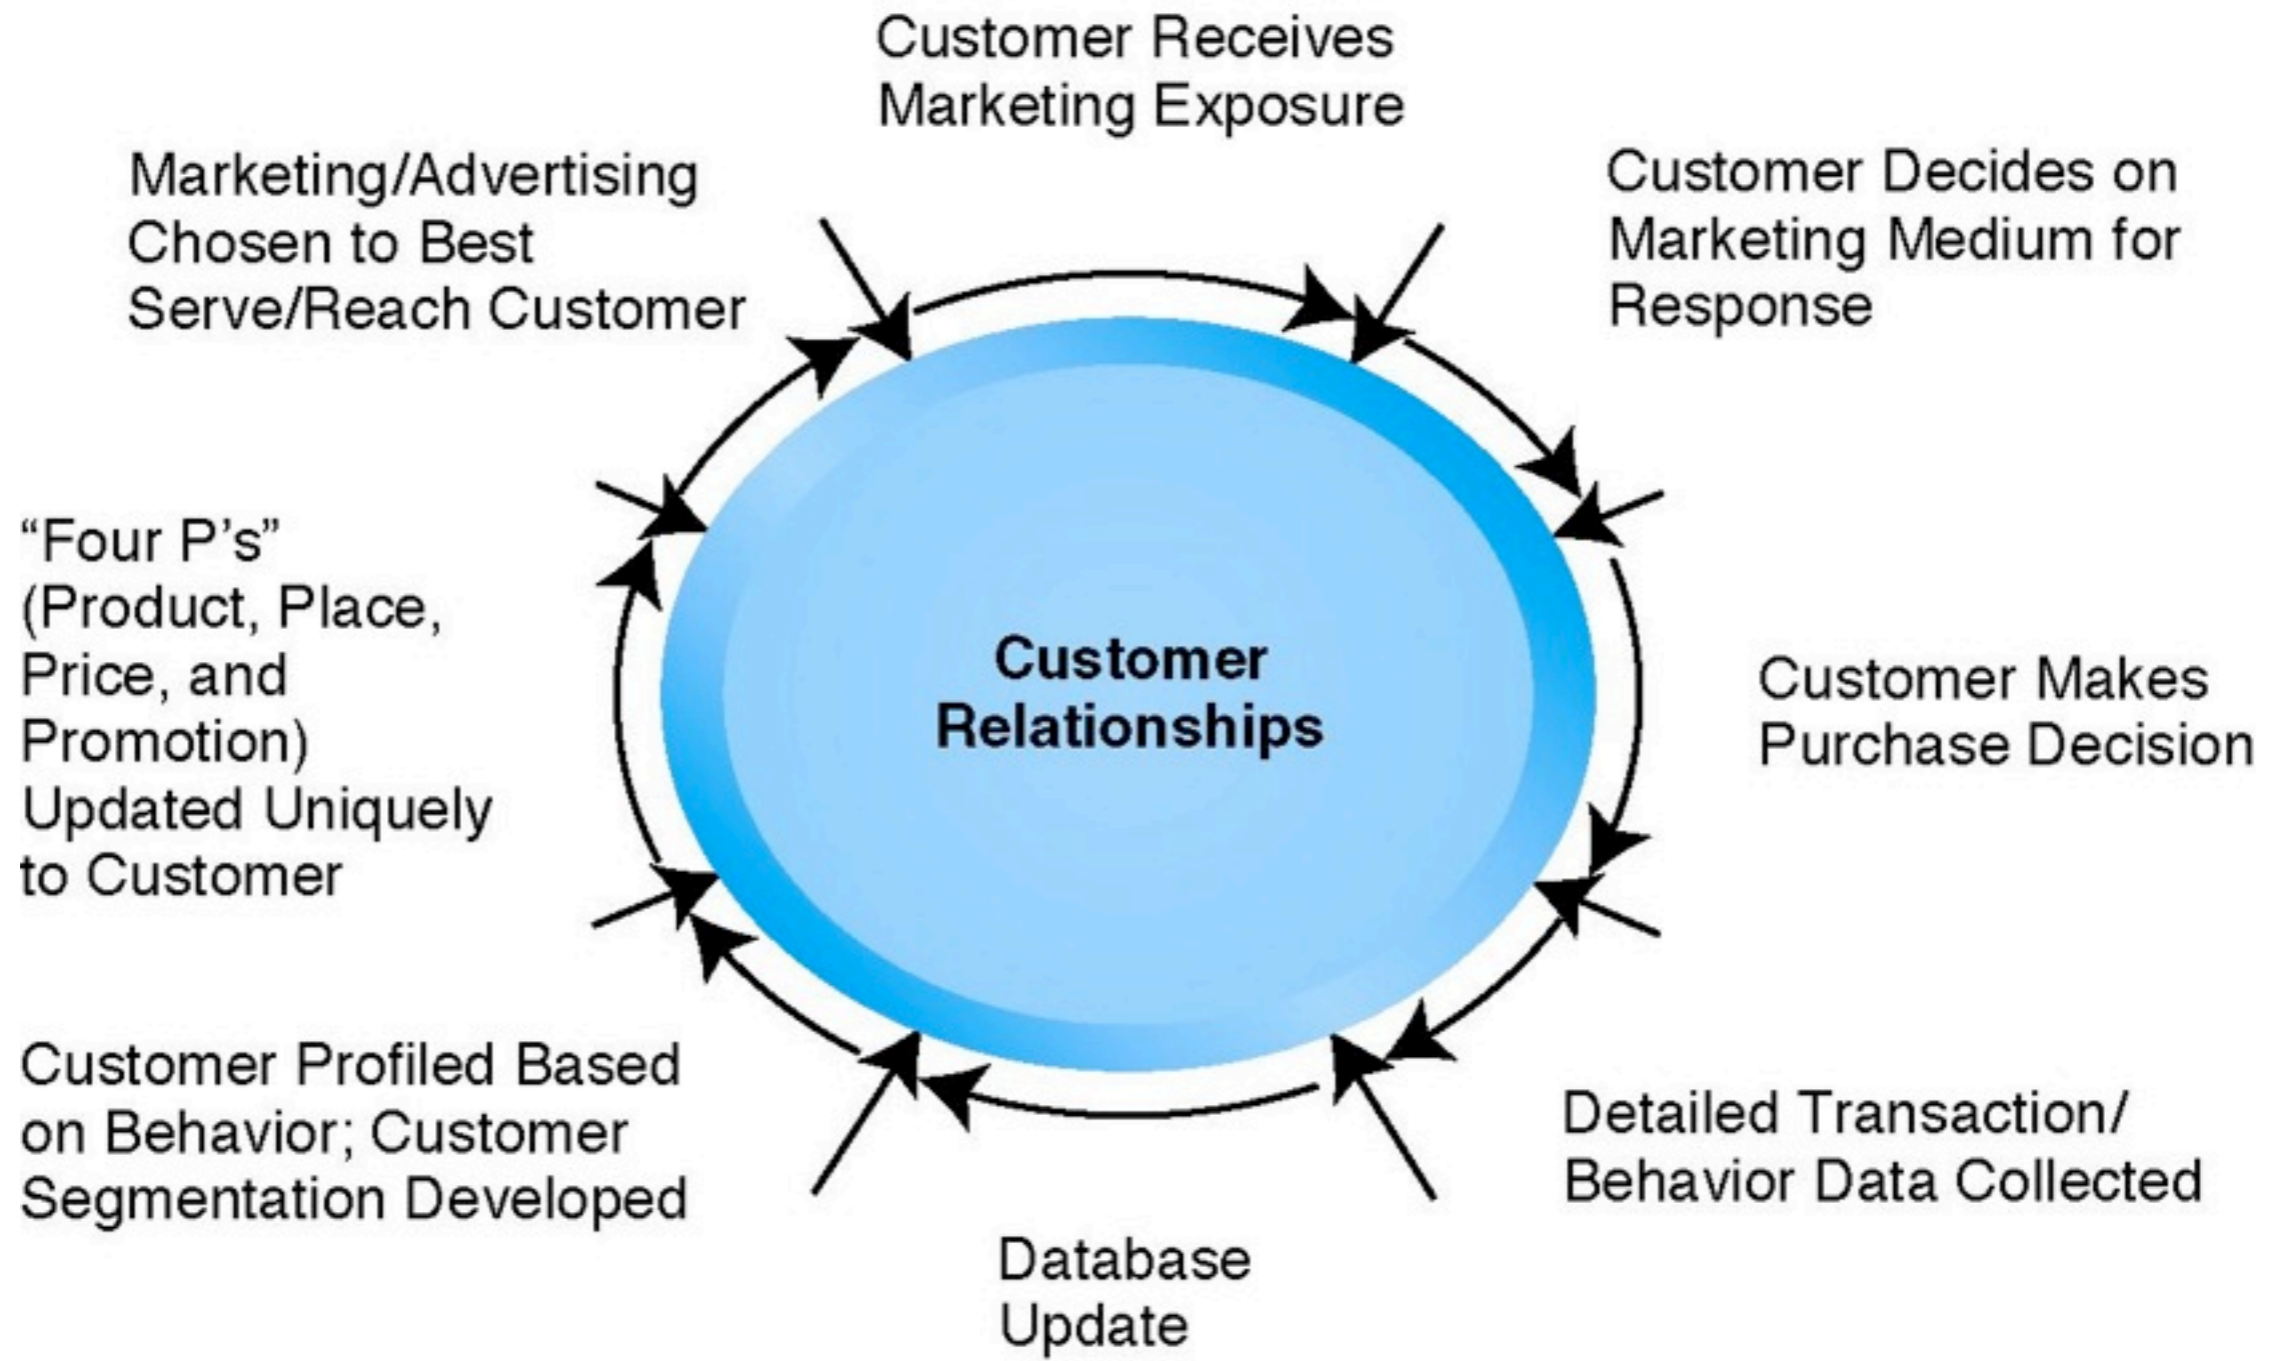 Customer Receives
Marketing Exposure
Customer Decides on
Marketing Medium for
Response
Customer Makes
Purchase Decision
Detailed Transaction/
Behavior Data Collected
Database
Update
Customer Profiled Based
on Behavior; Customer
Segmentation Developed
“Four P’s”
(Product, Place,
Price, and
Promotion)
Updated Uniquely
to Customer
Marketing/Advertising
Chosen to Best
Serve/Reach Customer
Customer
Relationships